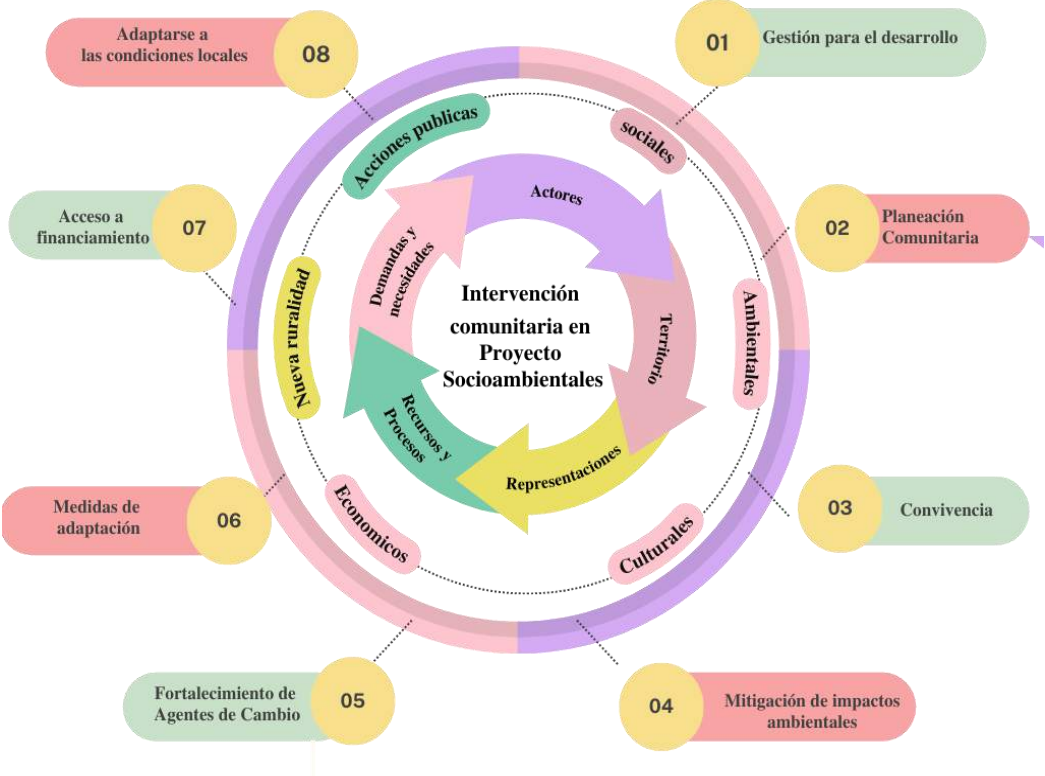 Adaptarse a
las condiciones locales
08
01
Gestión para el desarrollo
Acciones publicas
sociales
Acceso a
financiamiento
07
Actores
02
Planeación
Comunitaria
Demandas y
necesidades
Nueva ruralidad
Intervención
comunitaria en
Proyecto
Socioambientales
Territorio
Ambientales
Recursos y
Procesos
Representaciones
Medidas de
adaptación
06
Economicos
Culturales
03
Convivencia
Fortalecimiento de
Agentes de Cambio
05
04
Mitigación de impactos
ambientales